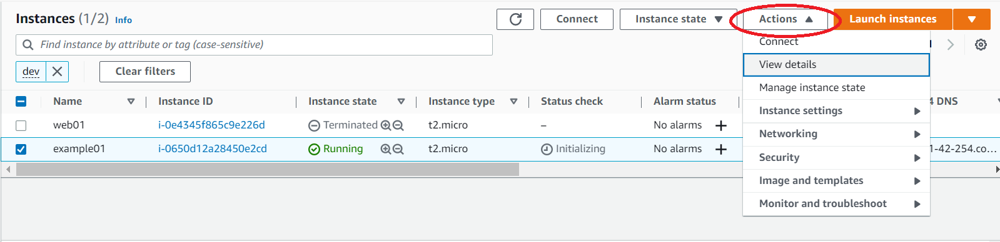 Instances (1/2) Info
Connect
Instance state
Actions
Launch instances
Find instance by attribute or tag (case-sensitive)
dev
Clear filters
Connect
View details
Manage instance state
Instance settings
Networking
Security
Image and templates
Monitor and troubleshoot
Name Instance ID Instance state Instance type Status check Alarm status 4 DNS
web01 i-0e4345f865c9e226d Terminated t2.micro – No alarms
example01 i-0650d12a28450e2cd Running t2.micro Initializing No alarms 1-42-254.co...